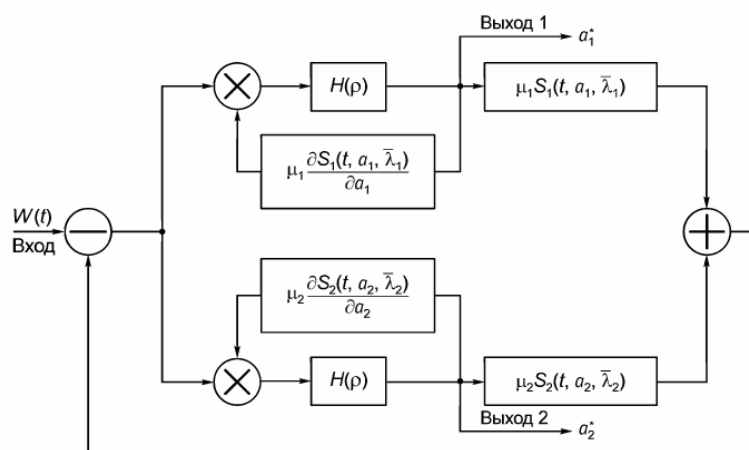 Выход 1
a₁*
H(ρ)
μ₁S₁(t, a₁, λ̄₁)
μ₁ ∂S₁(t, a₁, λ̄₁)/∂a₁
W(t)
Вход
μ₂ ∂S₂(t, a₂, λ̄₂)/∂a₂
H(ρ)
μ₂S₂(t, a₂, λ̄₂)
Выход 2
a₂*